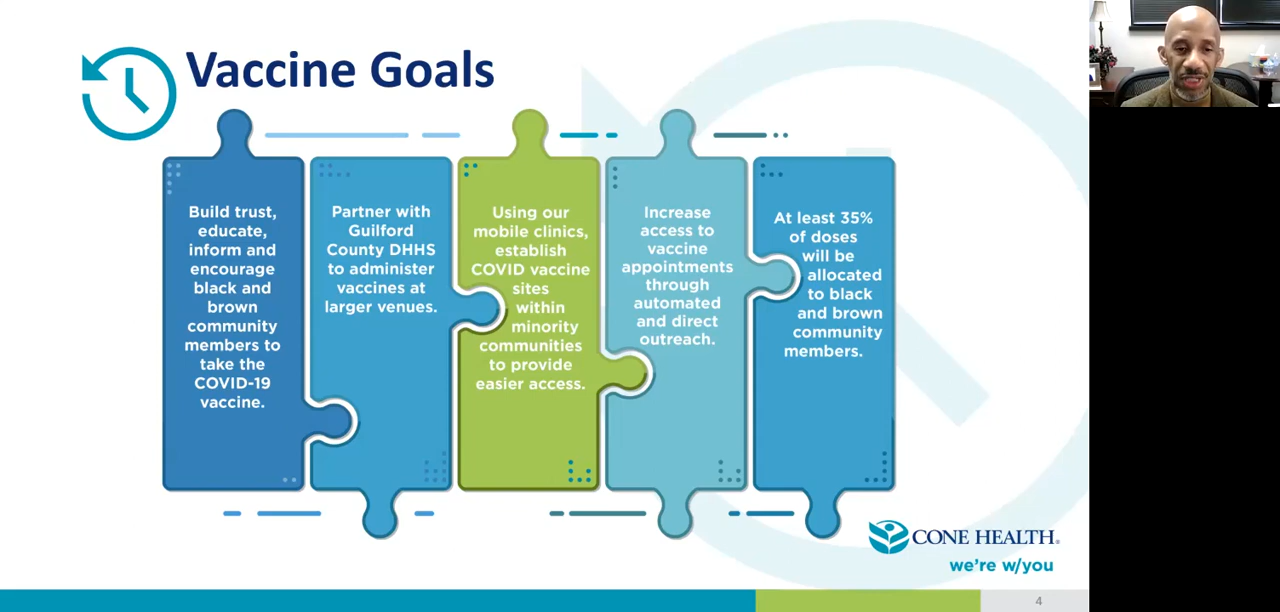 Vaccine Goals
Build trust,
educate,
inform and
encourage
black and
brown
community
members to
take the
COVID-19
vaccine.
Partner with
Guilford
County DHHS
to administer
vaccines at
larger venues.
Using our
mobile clinics,
establish
COVID vaccine
sites
within
minority
communities
to provide
easier access.
Increase
access to
vaccine
appointments
through
automated
and direct
outreach.
At least 35%
of doses
will be
allocated
to black
and brown
community
members.
CONE HEALTH®
we're w/you
4